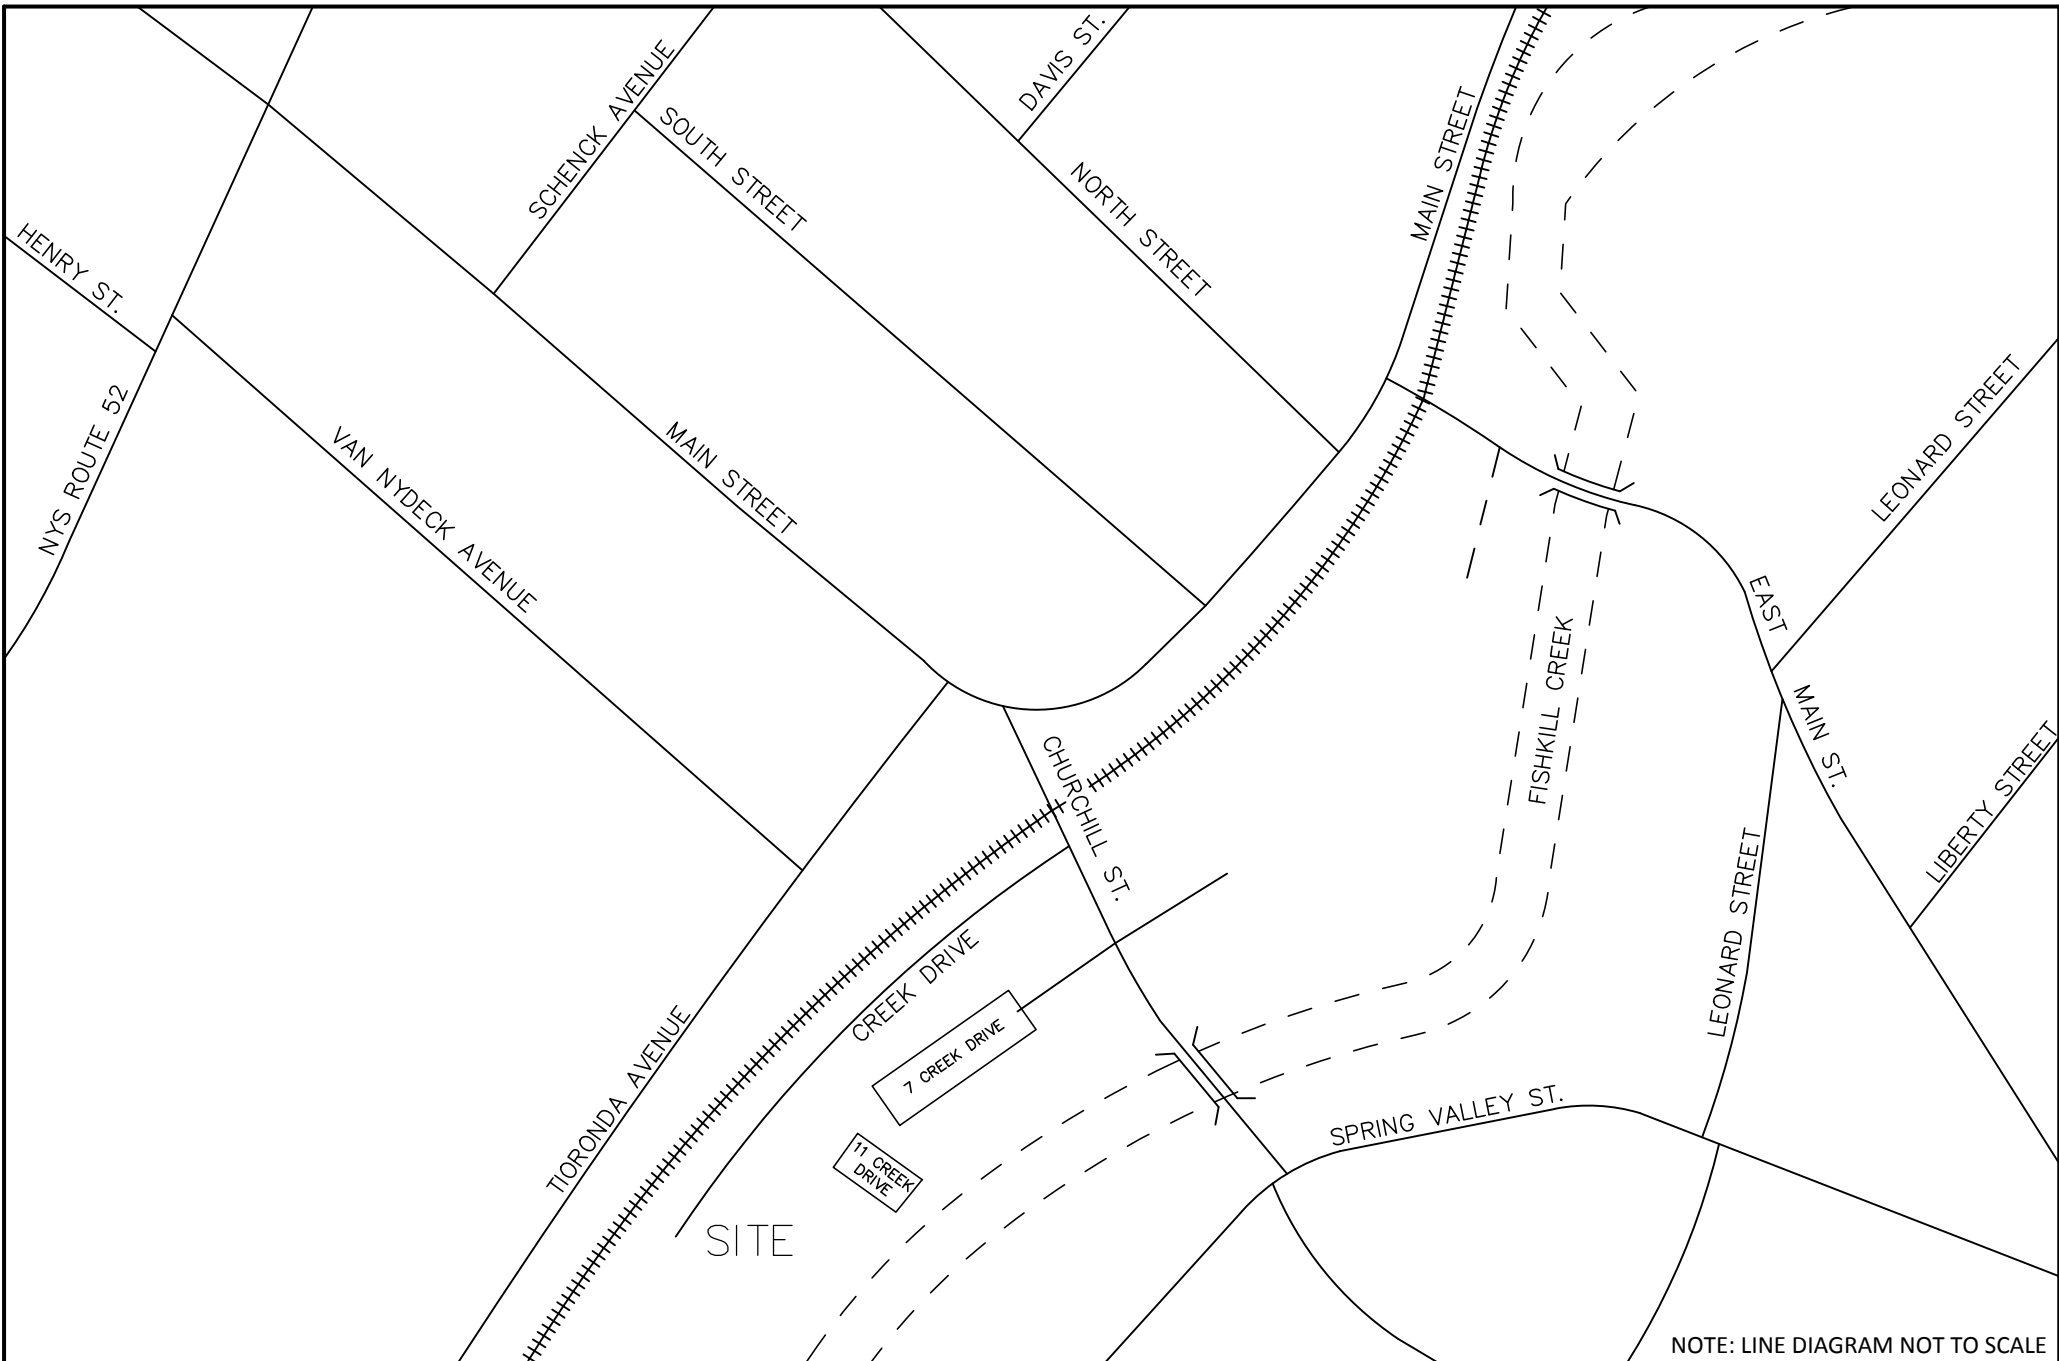 DAVIS ST.
SCHENCK AVENUE
SOUTH STREET
MAIN STREET
NORTH STREET
HENRY ST.
NYS ROUTE 52
VAN NYDECK AVENUE
MAIN STREET
LEONARD STREET
EAST
MAIN ST.
FISHKILL CREEK
CHURCHILL ST.
LIBERTY STREET
LEONARD STREET
CREEK DRIVE
7 CREEK DRIVE
TIORONDA AVENUE
SPRING VALLEY ST.
11 CREEK
DRIVE
SITE
NOTE: LINE DIAGRAM NOT TO SCALE